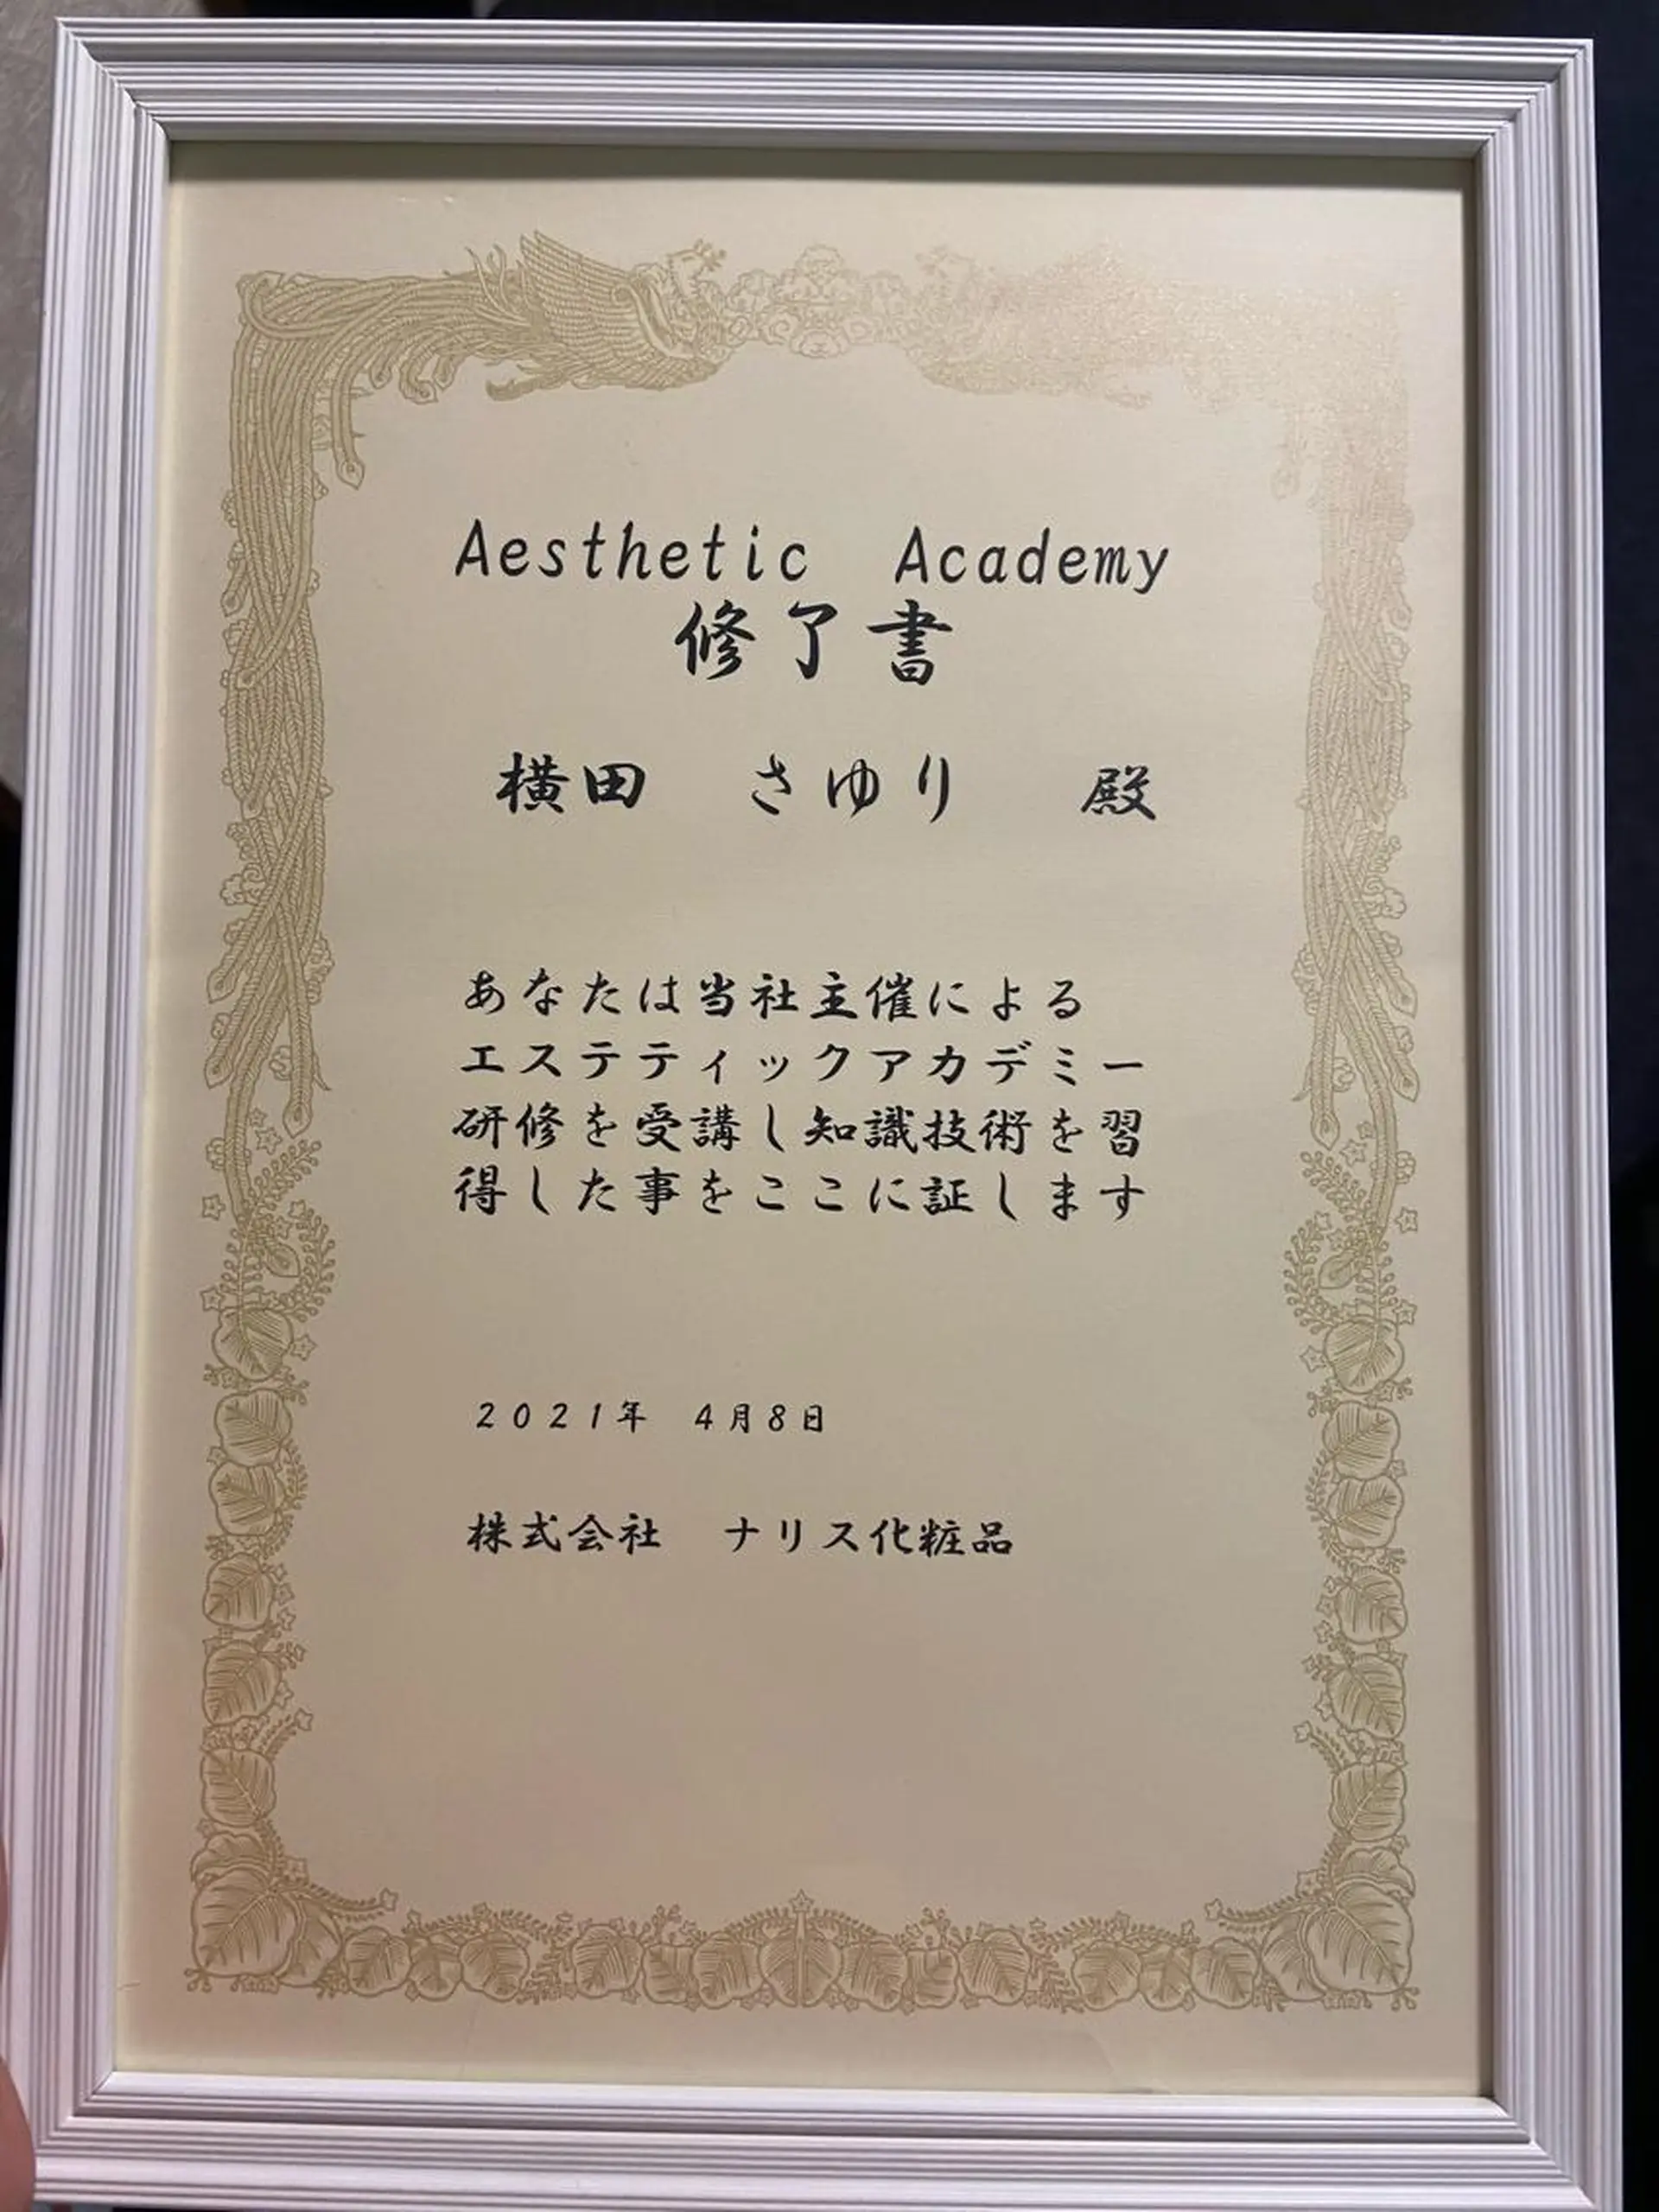 Aesthetic Academy
修了書
横田 さゆり 殿
あなたは当社主催による
エステティックアカデミー
研修を受講し知識技術を習
得した事をここに証します
2021年 4月8日
株式会社 ナリス化粧品